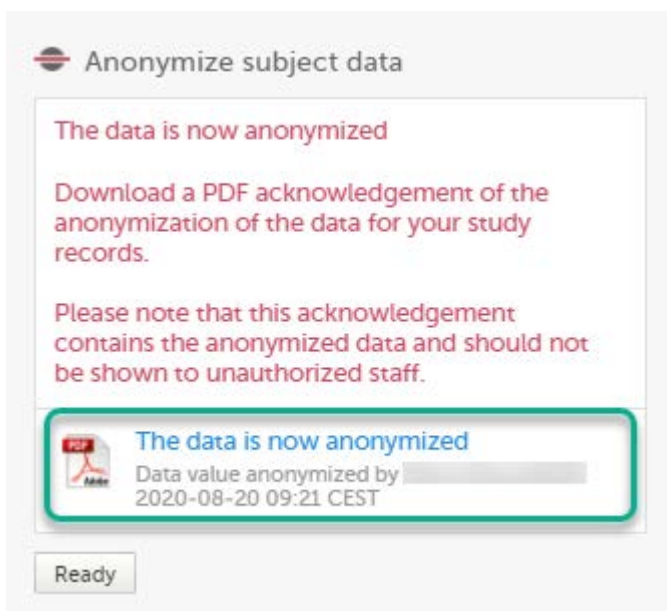 Anonymize subject data
The data is now anonymized
Download a PDF acknowledgement of the
anonymization of the data for your study
records.
Please note that this acknowledgement
contains the anonymized data and should not
be shown to unauthorized staff.
PDF
Adobe
The data is now anonymized
Data value anonymized by
2020-08-20 09:21 CEST
Ready